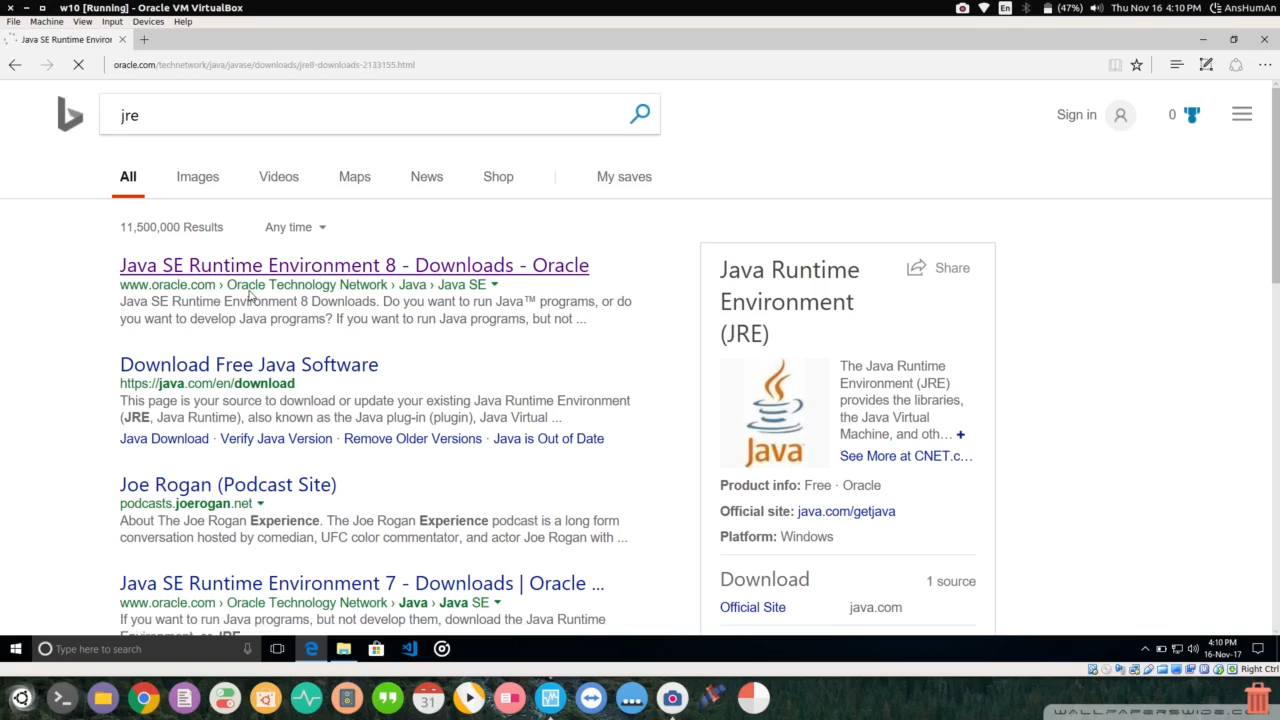 w10 [Running] - Oracle VM VirtualBox
En
(47%)
Thu Nov 16 4:10 PM
AnsHumAn
File Machine View Input Devices Help
Java SE Runtime Enviror
oracle.com/technetwork/java/javase/downloads/jre8-downloads-2133155.html
jre
Sign in
0
All Images Videos Maps News Shop My saves
11,500,000 Results Any time
Java SE Runtime Environment 8 - Downloads - Oracle
www.oracle.com › Oracle Technology Network › Java › Java SE
Java SE Runtime Environment 8 Downloads. Do you want to run Java™ programs, or do
you want to develop Java programs? If you want to run Java programs, but not ...
Download Free Java Software
https://java.com/en/download
This page is your source to download or update your existing Java Runtime Environment
(JRE, Java Runtime), also known as the Java plug-in (plugin), Java Virtual ...
Java Download · Verify Java Version · Remove Older Versions · Java is Out of Date
Joe Rogan (Podcast Site)
podcasts.joerogan.net
About The Joe Rogan Experience. The Joe Rogan Experience podcast is a long form
conversation hosted by comedian, UFC color commentator, and actor Joe Rogan with ...
Java SE Runtime Environment 7 - Downloads | Oracle ...
www.oracle.com › Oracle Technology Network › Java › Java SE
If you want to run Java programs, but not develop them, download the Java Runtime
Environment, or JRE
Java Runtime
Environment
(JRE)
Share
Java
The Java Runtime
Environment (JRE)
provides the libraries,
the Java Virtual
Machine, and oth... +
See More at CNET.c...
Product info: Free · Oracle
Official site: java.com/getjava
Platform: Windows
Download 1 source
Official Site java.com
Type here to search
4:10 PM
16-Nov-17
Right Ctrl
31
WALLPAPERSWIDE.COM